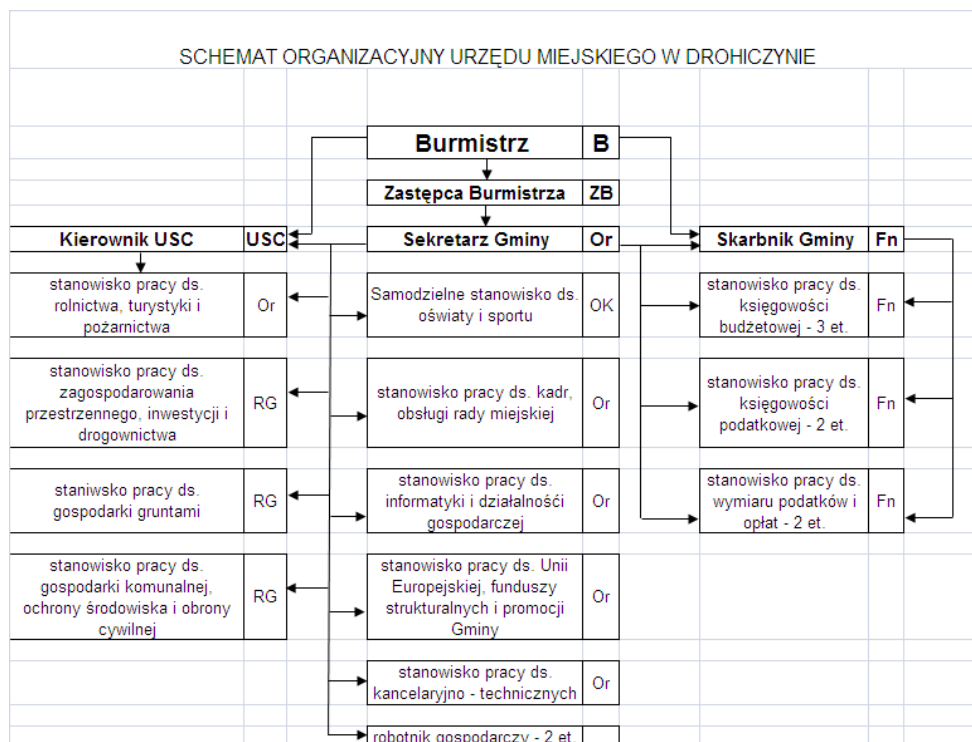 SCHEMAT ORGANIZACYJNY URZĘDU MIEJSKIEGO W DROHICZYNIE
Burmistrz B
Zastępca Burmistrza ZB
Kierownik USC USC
Sekretarz Gminy Or
Skarbnik Gminy Fn
stanowisko pracy ds.
rolnictwa, turystyki i
pożarnictwa
Or
Samodzielne stanowisko ds.
oświaty i sportu
OK
stanowisko pracy ds.
księgowości
budżetowej - 3 et.
Fn
stanowisko pracy ds.
zagospodarowania
przestrzennego, inwestycji i
drogownictwa
RG
stanowisko pracy ds. kadr,
obsługi rady miejskiej
Or
stanowisko pracy ds.
księgowości
podatkowej - 2 et.
Fn
staniwsko pracy ds.
gospodarki gruntami
RG
stanowisko pracy ds.
informatyki i działalnośći
gospodarczej
Or
stanowisko pracy ds.
wymiaru podatków i
opłat - 2 et.
Fn
stanowisko pracy ds.
gospodarki komunalnej,
ochrony środowiska i obrony
cywilnej
RG
stanowisko pracy ds. Unii
Europejskiej, funduszy
strukturalnych i promocji
Gminy
Or
stanowisko pracy ds.
kancelaryjno - technicznych
Or
robotnik gospodarczy - 2 et.